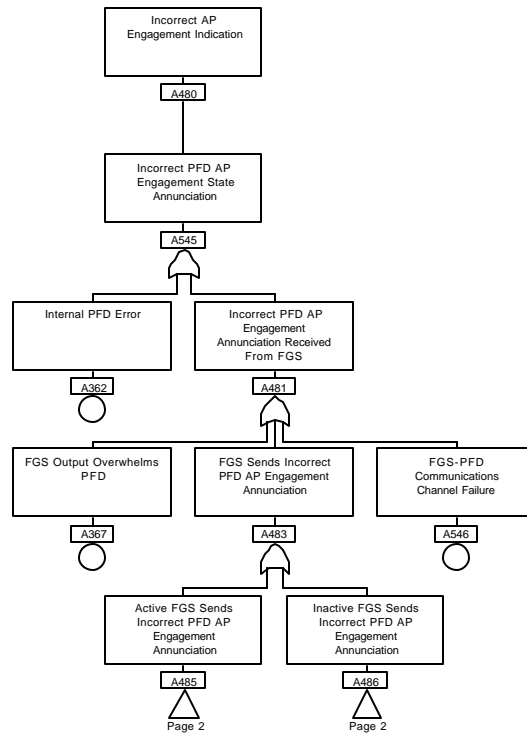 Incorrect AP
Engagement Indication
A480
Incorrect PFD AP
Engagement State
Annunciation
A545
Internal PFD Error
A362
Incorrect PFD AP
Engagement
Annunciation Received
From FGS
A481
FGS Output Overwhelms
PFD
A367
FGS Sends Incorrect
PFD AP Engagement
Annunciation
A483
FGS-PFD
Communications
Channel Failure
A546
Active FGS Sends
Incorrect PFD AP
Engagement
Annunciation
A485
Page 2
Inactive FGS Sends
Incorrect PFD AP
Engagement
Annunciation
A486
Page 2